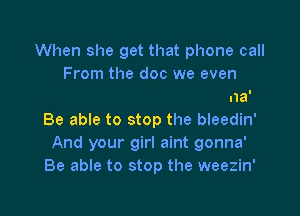 When she get that phone call
From the doc we even
na'
Be able to stop the bleedin'
And your girl aint gonna'
Be able to stop the weezin'